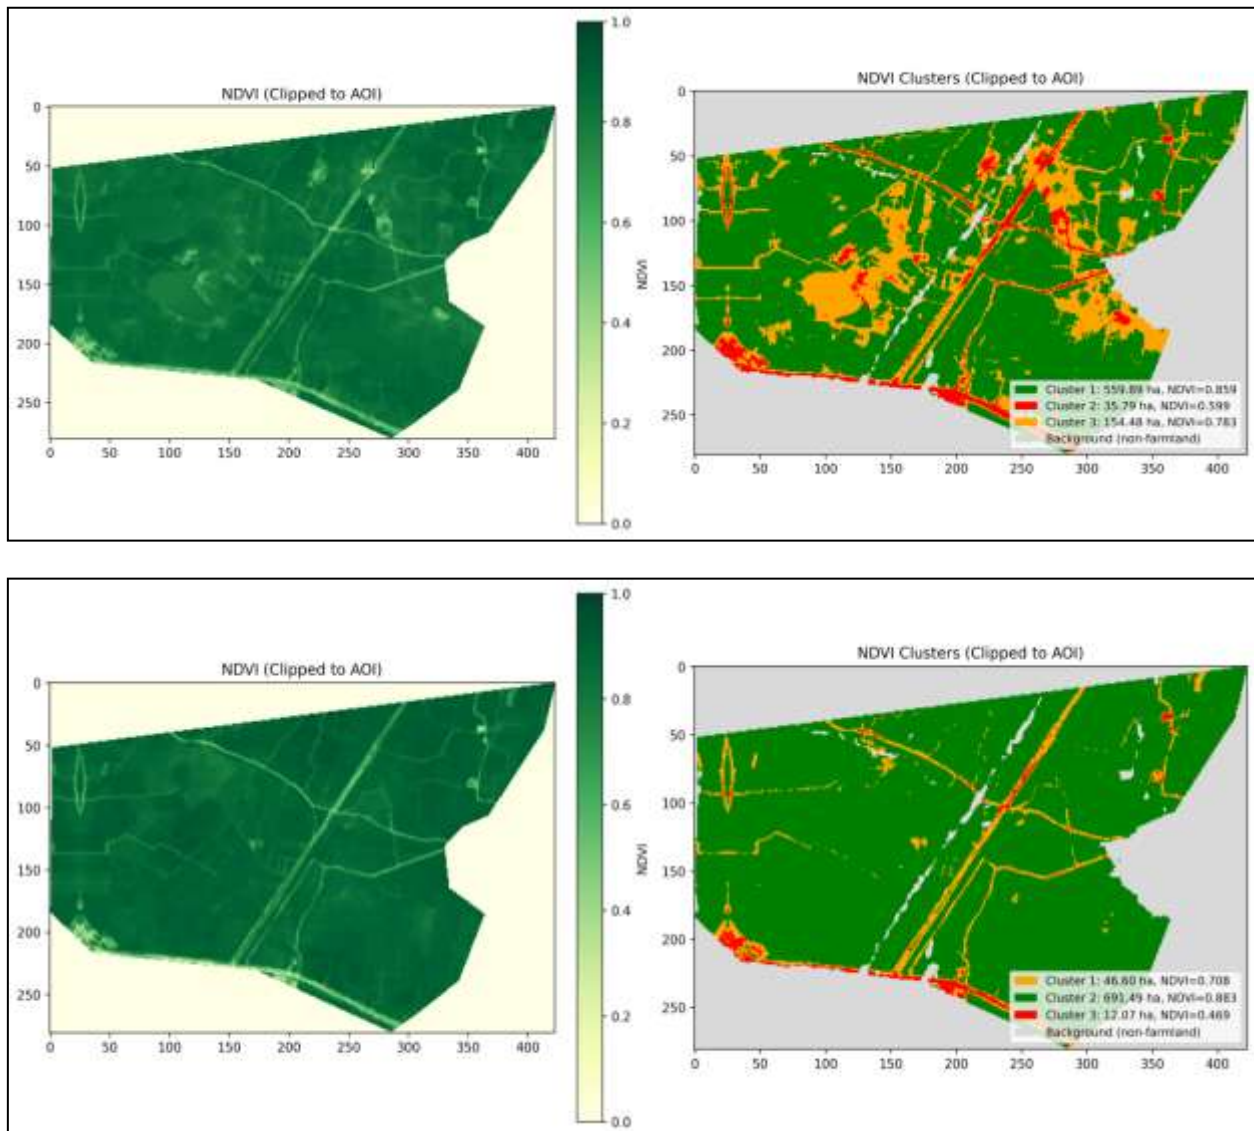 NDVI (Clipped to AOI)
0
50
100
150
200
250
0 50 100 150 200 250 300 350 400
1.0
0.8
0.6
0.4
0.2
0.0
NDVI
NDVI Clusters (Clipped to AOI)
0
50
100
150
200
250
Cluster 1: 559.89 ha, NDVI=0.859
Cluster 2: 35.79 ha, NDVI=0.599
Cluster 3: 154.48 ha, NDVI=0.783
Background (non-farmland)
0 50 100 150 200 250 300 350 400
NDVI (Clipped to AOI)
0
50
100
150
200
250
0 50 100 150 200 250 300 350 400
1.0
0.8
0.6
0.4
0.2
0.0
NDVI
NDVI Clusters (Clipped to AOI)
0
50
100
150
200
250
Cluster 1: 46.60 ha, NDVI=0.708
Cluster 2: 691.49 ha, NDVI=0.883
Cluster 3: 12.07 ha, NDVI=0.469
Background (non-farmland)
0 50 100 150 200 250 300 350 400